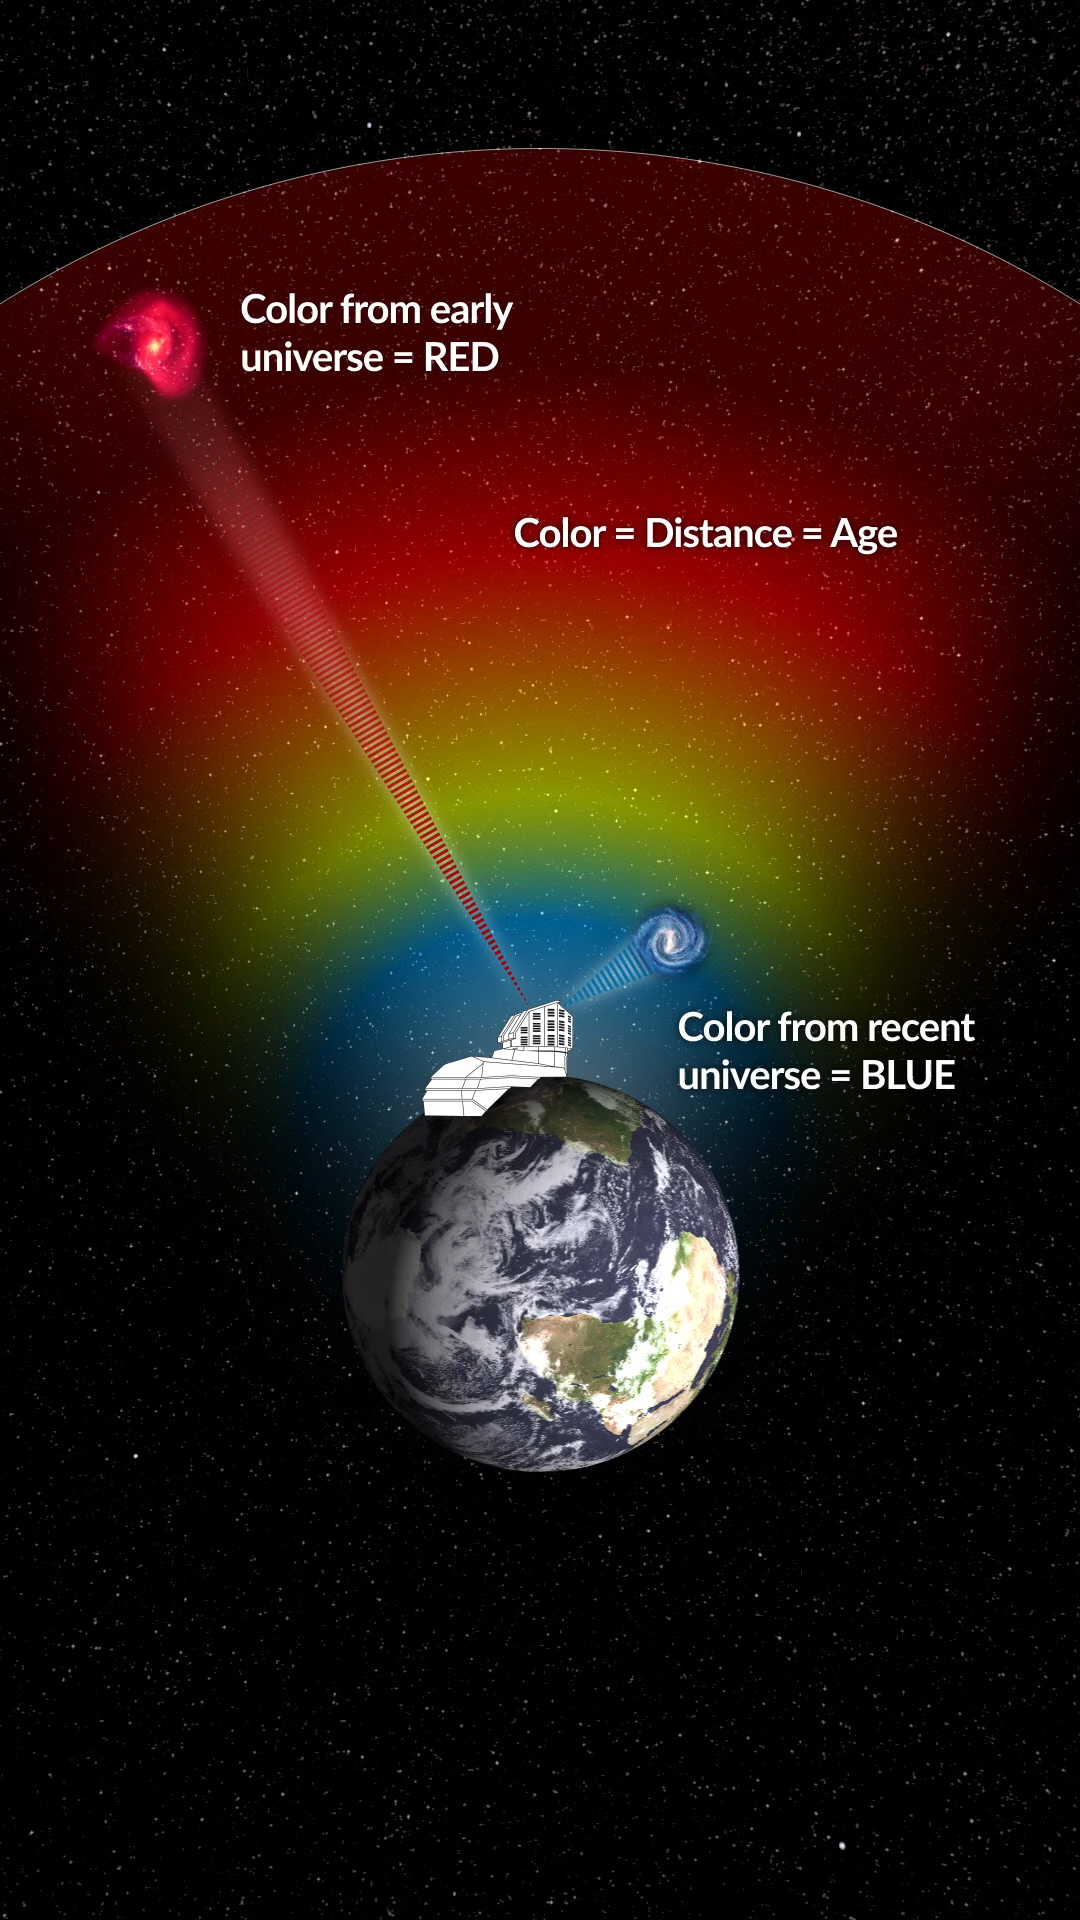 Color from early
universe = RED
Color = Distance = Age
Color from recent
universe = BLUE